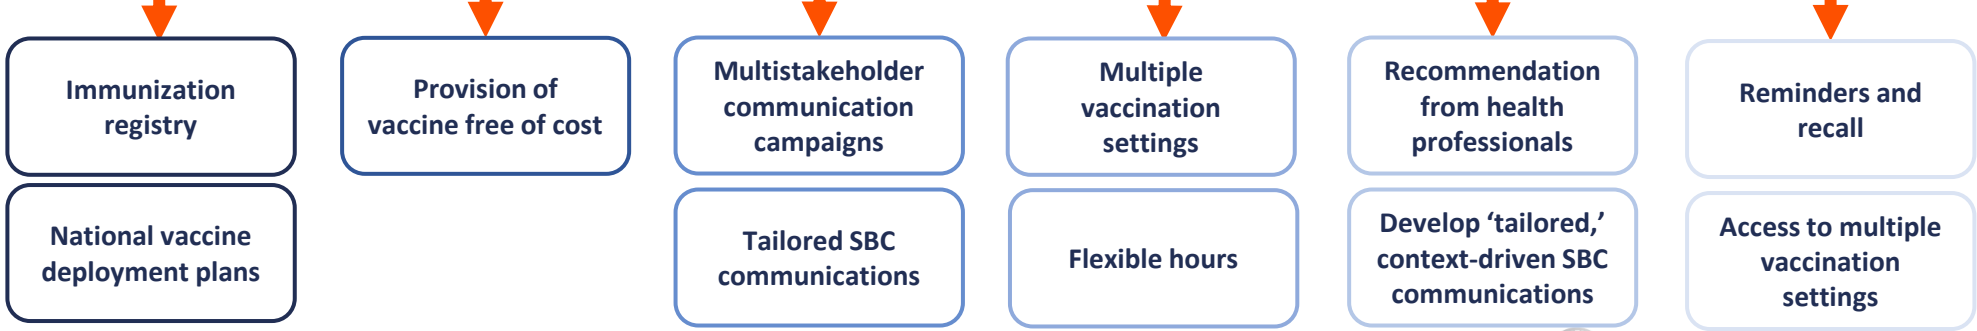 Immunization
registry
Provision of
vaccine free of cost
Multistakeholder
communication
campaigns
Multiple
vaccination
settings
Recommendation
from health
professionals
Reminders and
recall
National vaccine
deployment plans
Tailored SBC
communications
Flexible hours
Develop ‘tailored,’
context-driven SBC
communications
Access to multiple
vaccination
settings